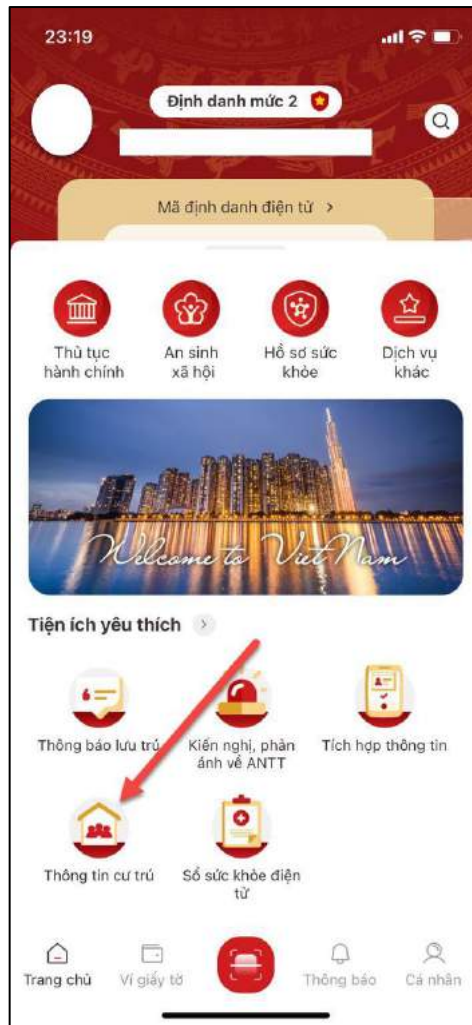 23:19
Định danh mức 2
Mã định danh điện tử >
Thủ tục
hành chính
An sinh
xã hội
Hồ sơ sức
khỏe
Dịch vụ
khác
Welcome to Viet Nam
Tiện ích yêu thích >
Thông báo lưu trú
Kiến nghị, phản
ánh về ANTT
Tích hợp thông tin
Thông tin cư trú
Sổ sức khỏe điện
tử
Trang chủ
Ví giấy tờ
Thông báo
Cá nhân